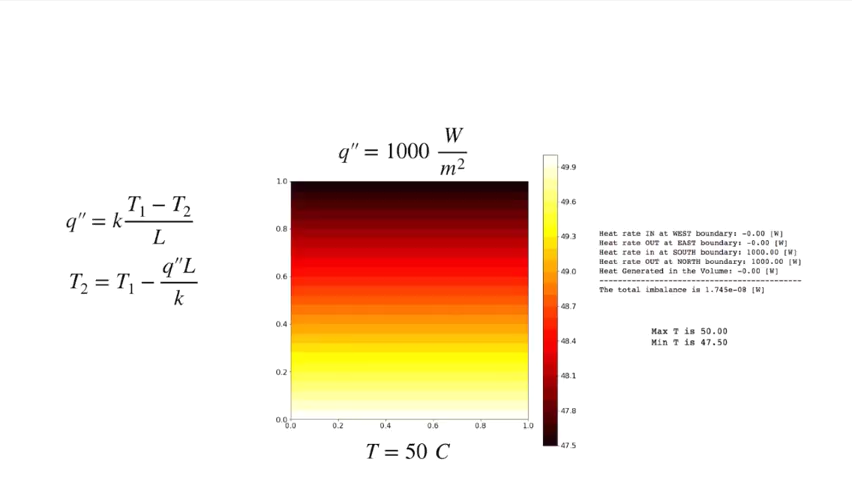 q″ = 1000 W/m²
q″ = k (T₁ − T₂)/L
T₂ = T₁ − q″L/k
1.0
0.8
0.6
0.4
0.2
0.0
0.0 0.2 0.4 0.6 0.8 1.0
T = 50 C
49.9
49.6
49.3
49.0
48.7
48.4
48.1
47.8
47.5
Heat rate IN at WEST boundary: -0.00 [W]
Heat rate OUT at EAST boundary: -0.00 [W]
Heat rate in at SOUTH boundary: 1000.00 [W]
Heat rate OUT at NORTH boundary: 1000.00 [W]
Heat Generated in the Volume: -0.00 [W]
------------------------------------------
The total imbalance is 1.745e-08 [W]
Max T is 50.00
Min T is 47.50